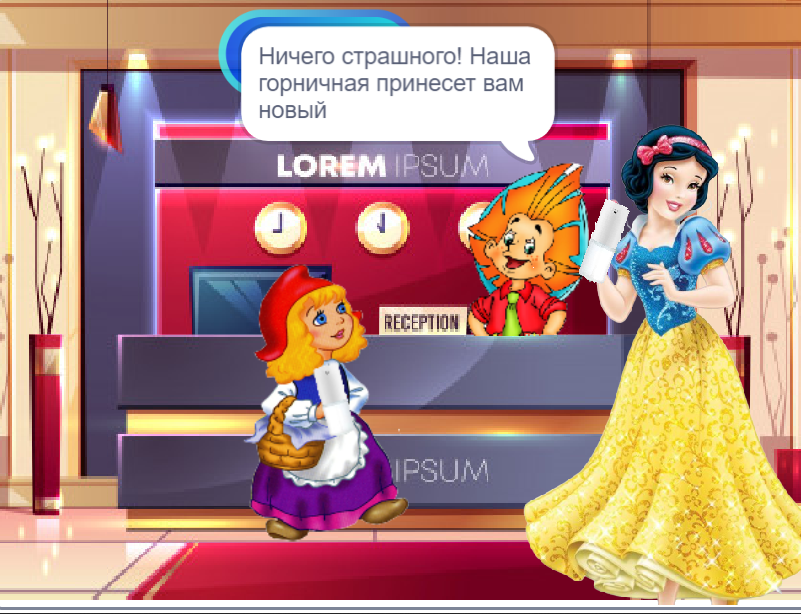 Ничего страшного! Наша
горничная принесет вам
новый
LOREM IPSUM
RECEPTION
IPSUM